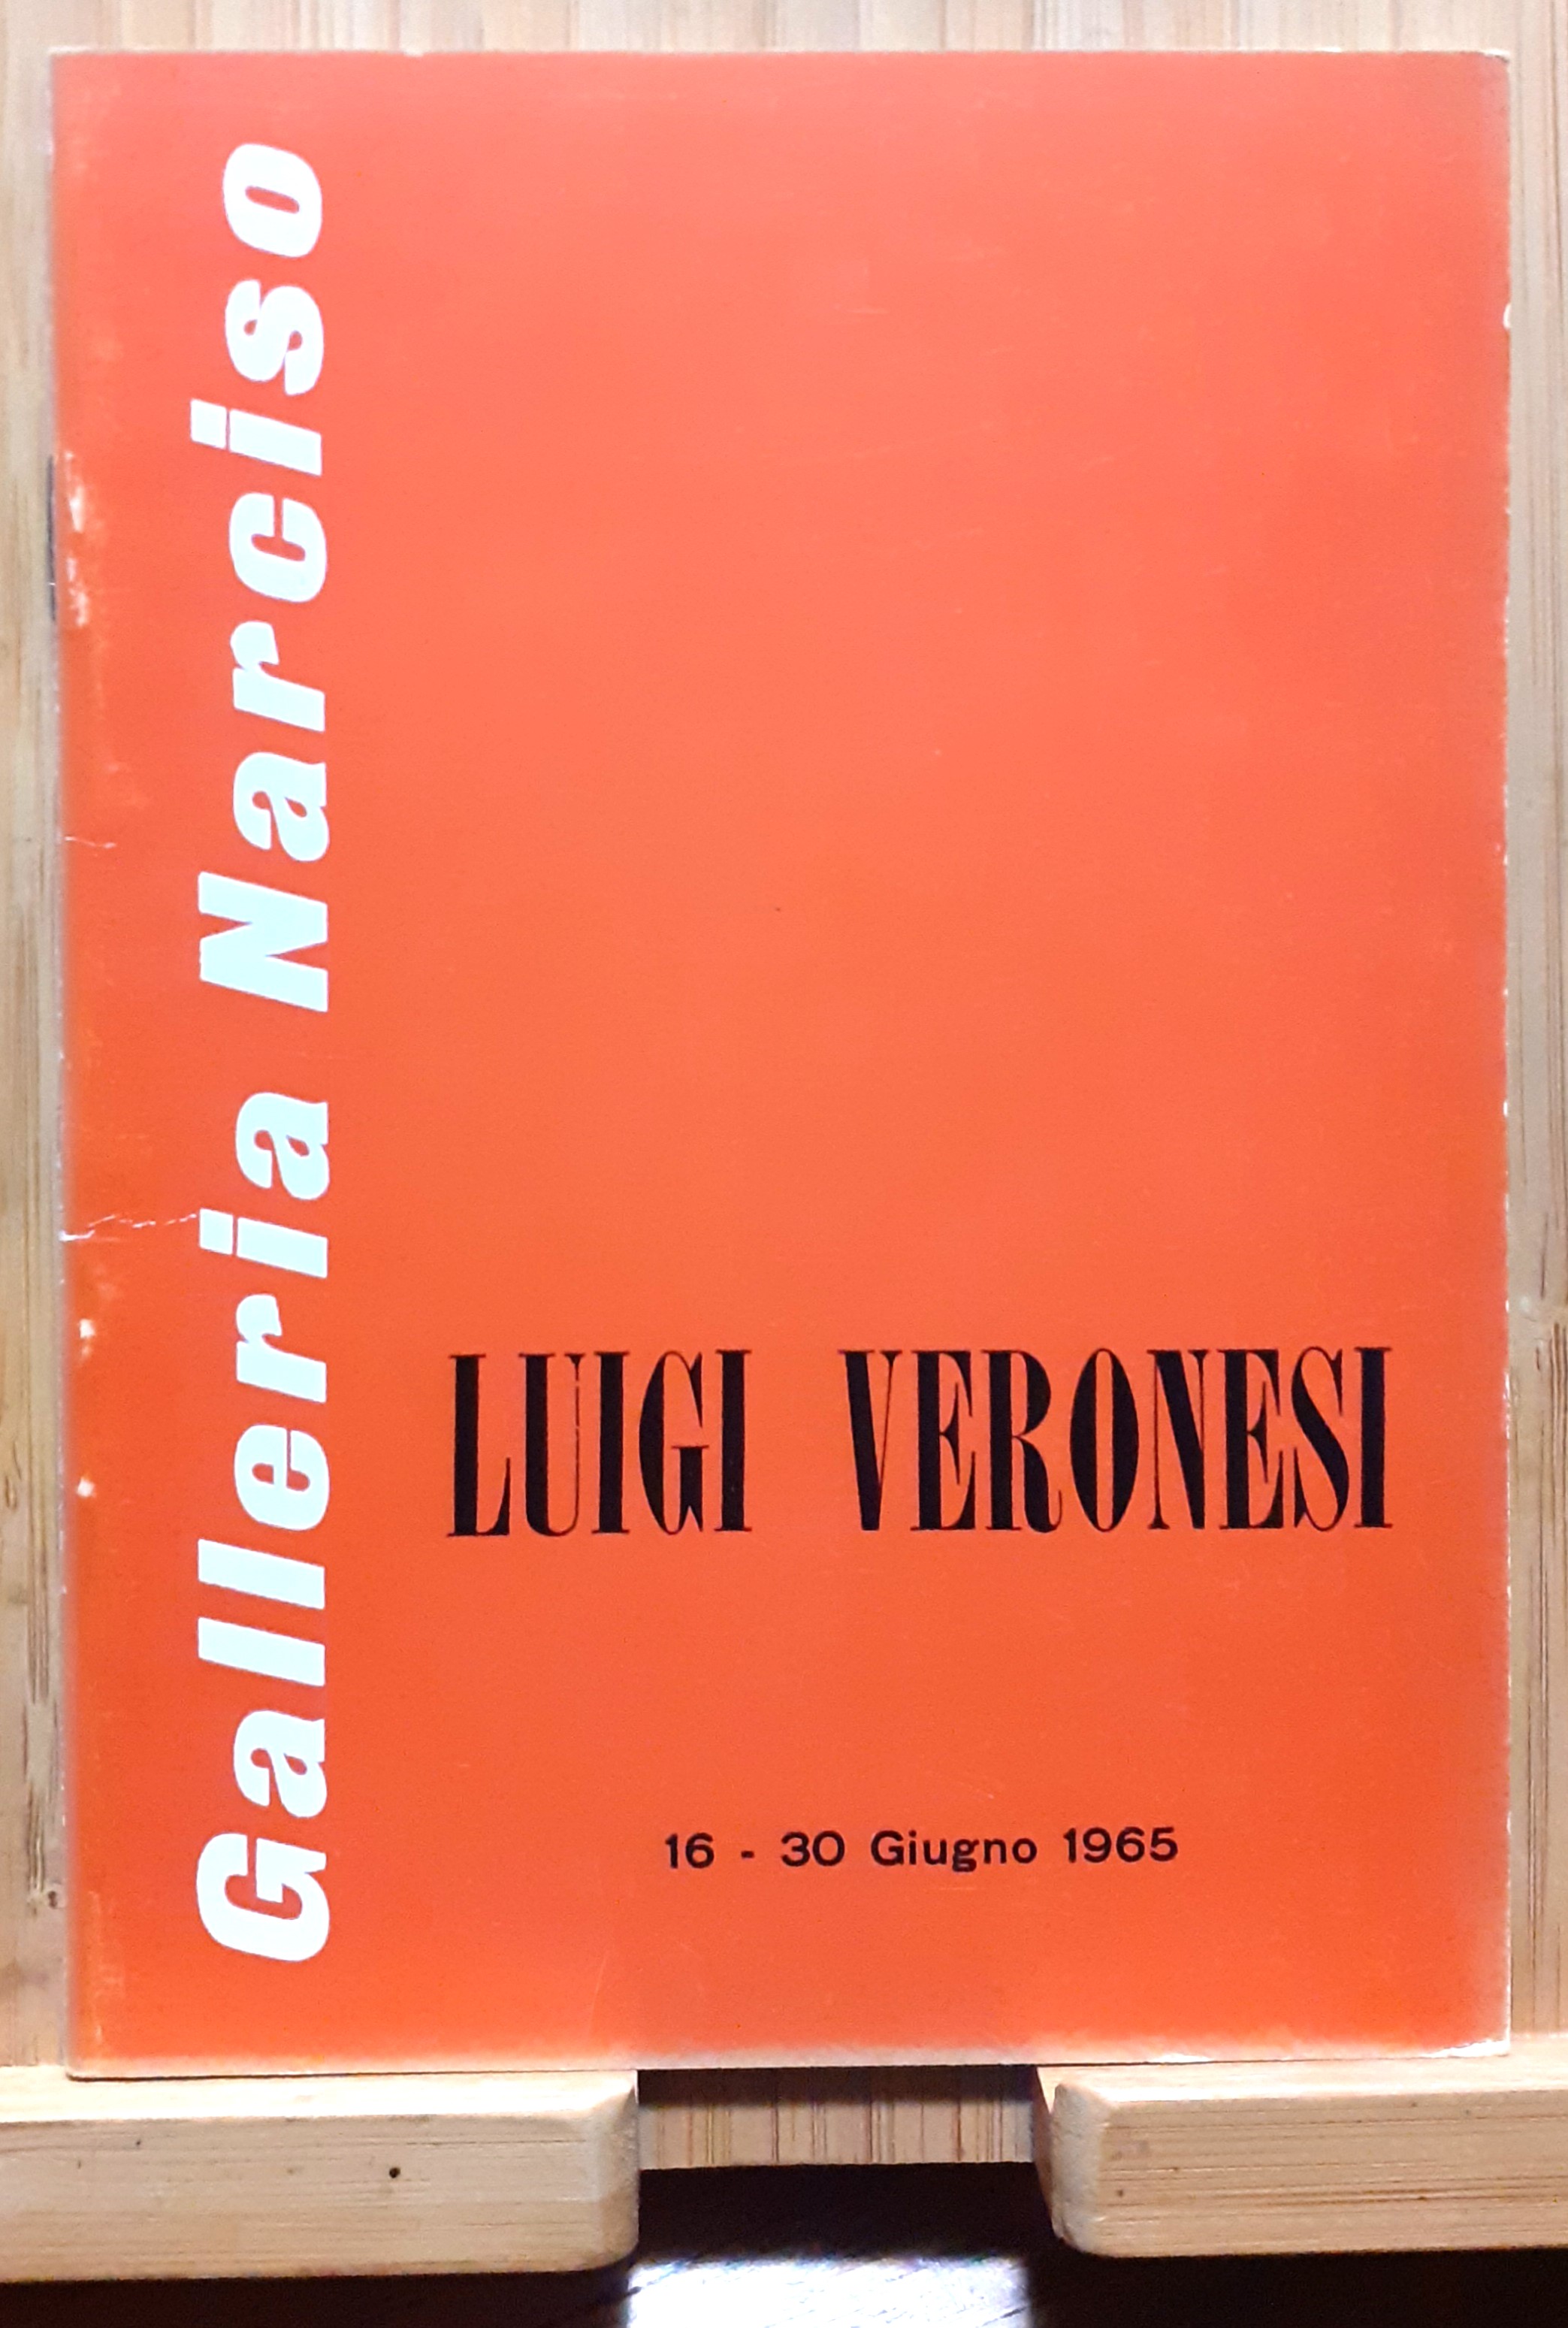 Galleria Narciso
LUIGI VERONESI
16 - 30 Giugno 1965